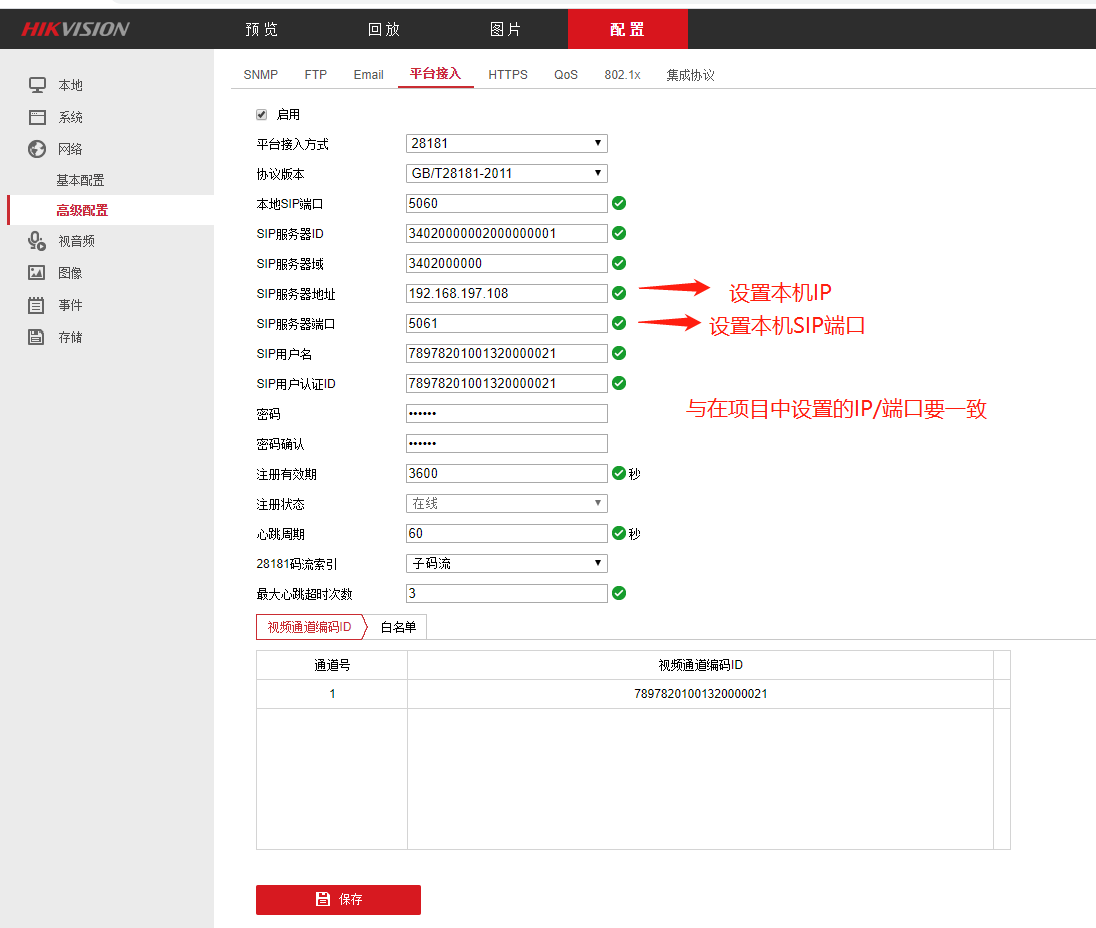 HIKVISION
预览 回放 图片 配置
本地
系统
网络
基本配置
高级配置
视音频
图像
事件
存储
SNMP FTP Email 平台接入 HTTPS QoS 802.1x 集成协议
启用
平台接入方式 28181
协议版本 GB/T28181-2011
本地SIP端口 5060
SIP服务器ID 34020000002000000001
SIP服务器域 3402000000
SIP服务器地址 192.168.197.108 设置本机IP
SIP服务器端口 5061 设置本机SIP端口
SIP用户名 78978201001320000021
SIP用户认证ID 78978201001320000021
与在项目中设置的IP/端口要一致
密码 ••••••
密码确认 ••••••
注册有效期 3600 秒
注册状态 在线
心跳周期 60 秒
28181码流索引 子码流
最大心跳超时次数 3
视频通道编码ID 白名单
通道号 视频通道编码ID
1 78978201001320000021
保存